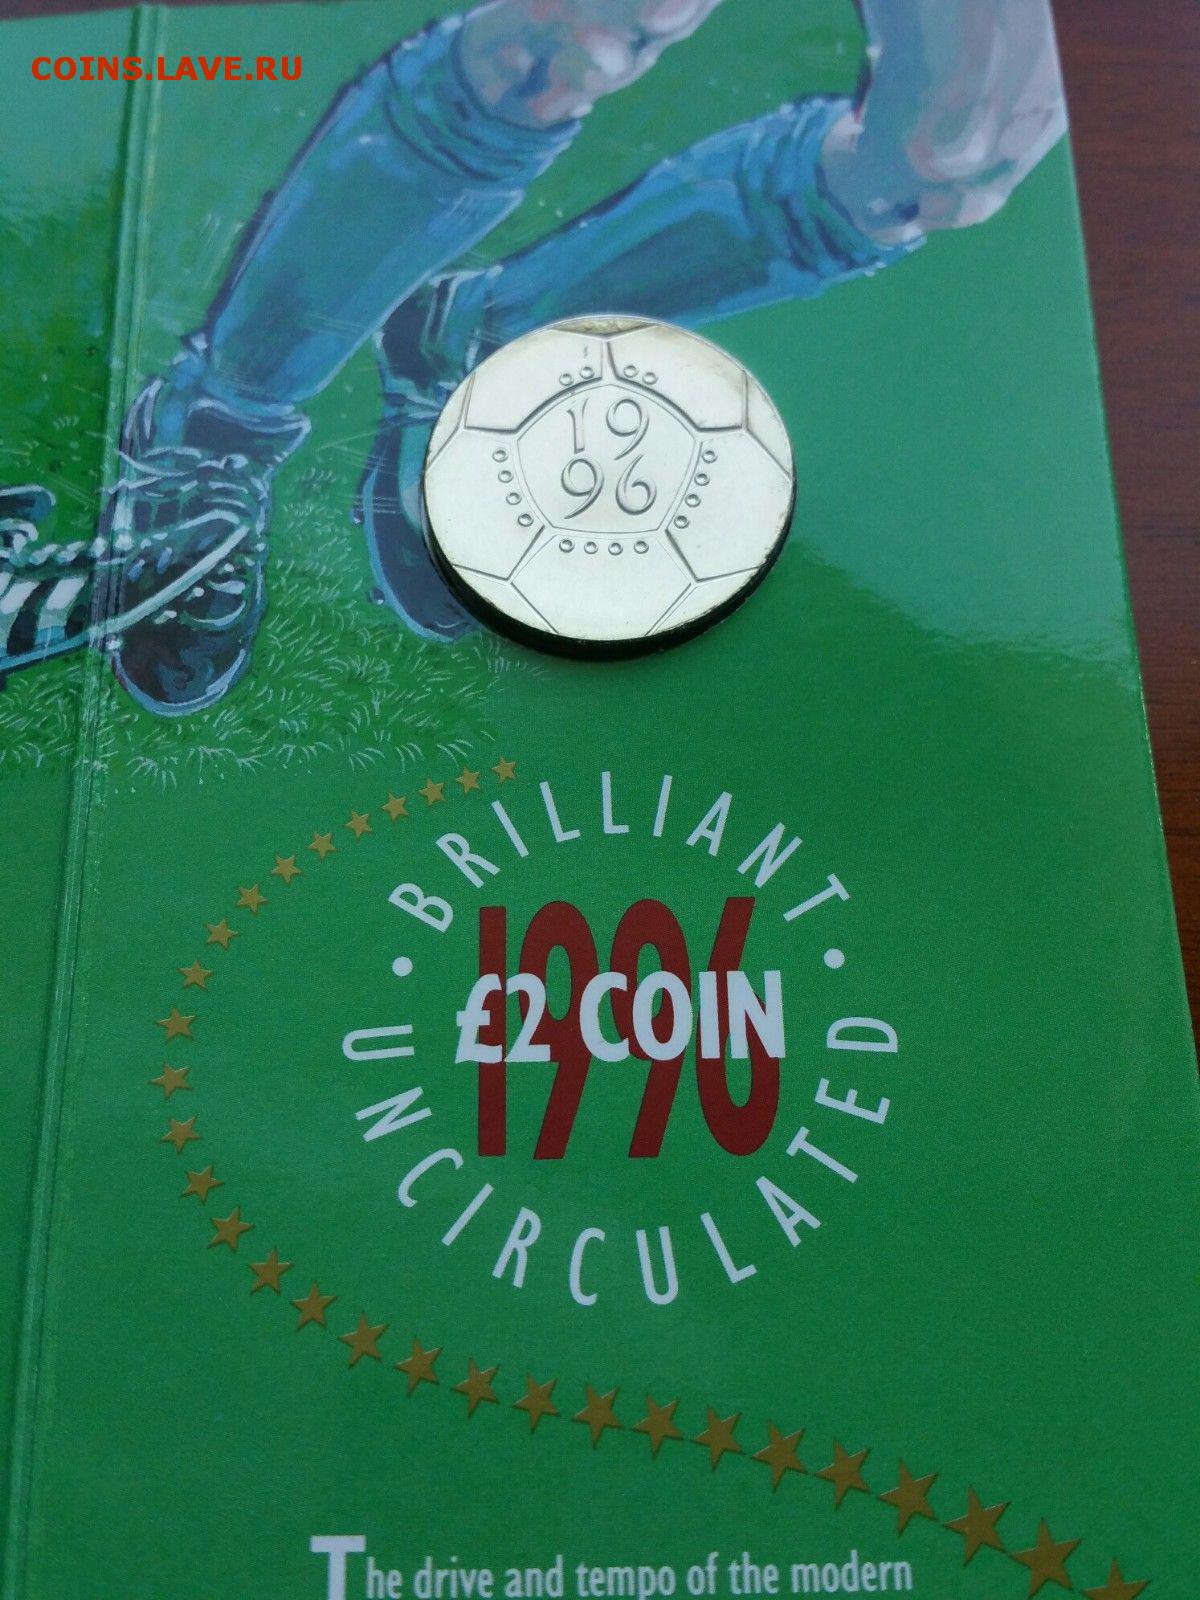 COINS.LAVE.RU
19
96
BRILLIANT
1996
£2 COIN
UNCIRCULATED
The drive and tempo of the modern